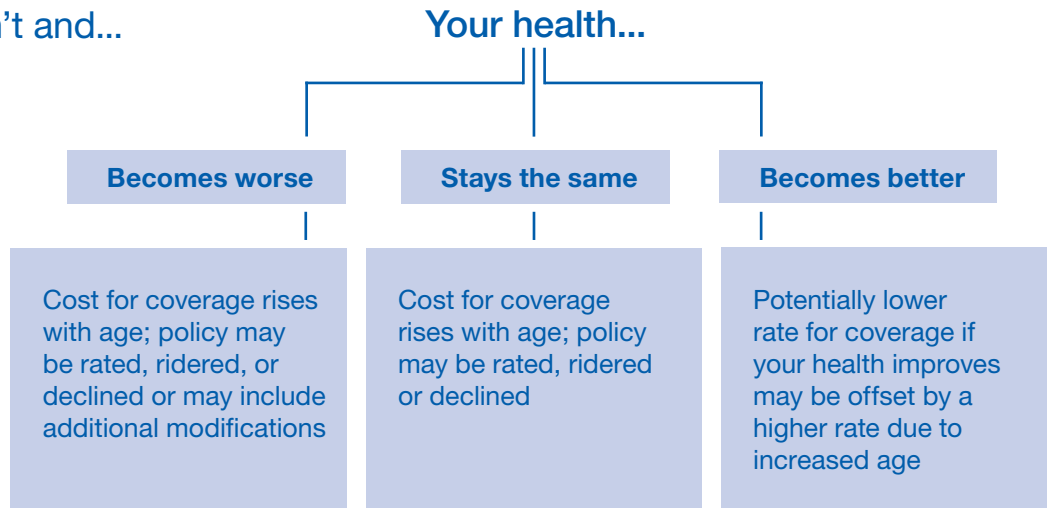 and...
Your health...
Becomes worse
Stays the same
Becomes better
Cost for coverage rises
with age; policy may
be rated, ridered, or
declined or may include
additional modifications
Cost for coverage
rises with age; policy
may be rated, ridered
or declined
Potentially lower
rate for coverage if
your health improves
may be offset by a
higher rate due to
increased age